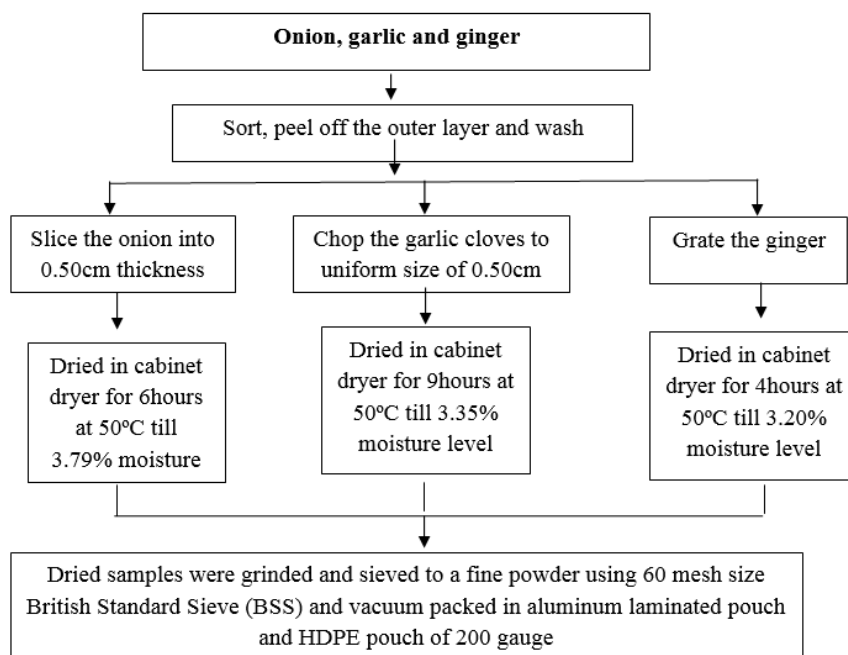 Onion, garlic and ginger
Sort, peel off the outer layer and wash
Slice the onion into
0.50cm thickness
Chop the garlic cloves to
uniform size of 0.50cm
Grate the ginger
Dried in cabinet
dryer for 6hours
at 50ºC till
3.79% moisture
Dried in cabinet
dryer for 9hours at
50ºC till 3.35%
moisture level
Dried in cabinet
dryer for 4hours at
50ºC till 3.20%
moisture level
Dried samples were grinded and sieved to a fine powder using 60 mesh size
British Standard Sieve (BSS) and vacuum packed in aluminum laminated pouch
and HDPE pouch of 200 gauge